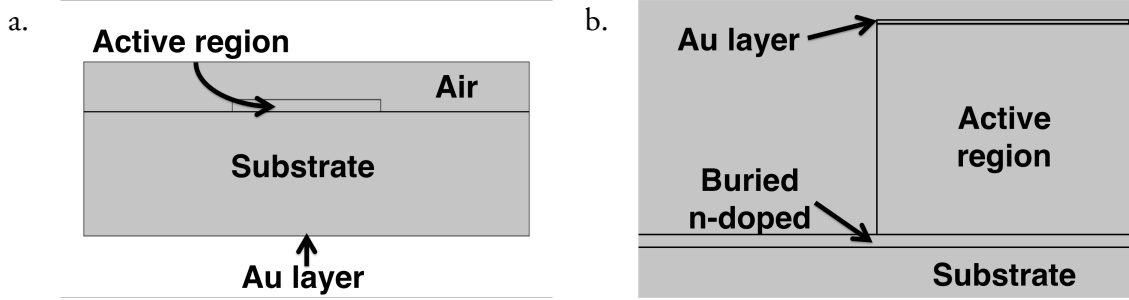 a.
Active region
Air
Substrate
Au layer
b.
Au layer
Active
region
Buried
n-doped
Substrate